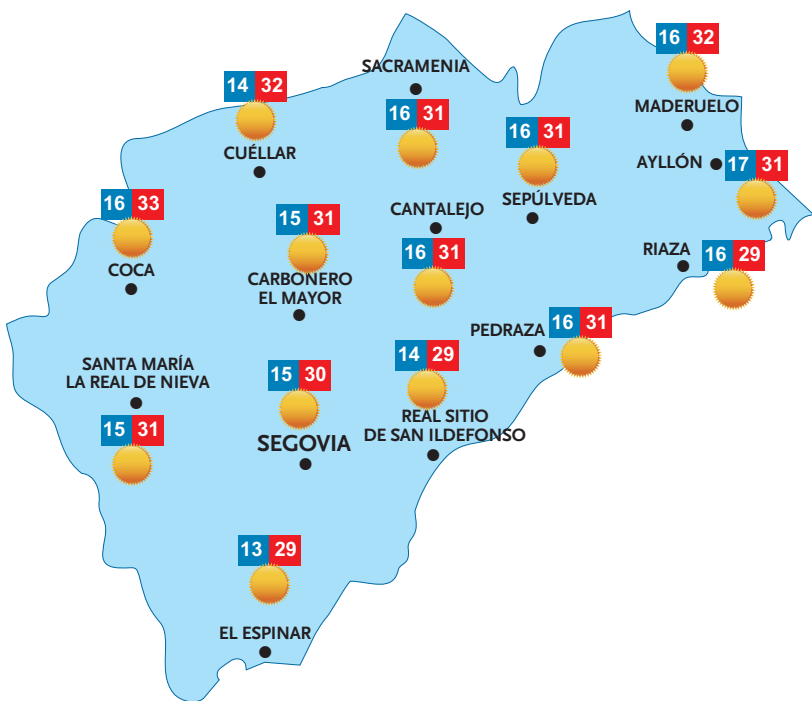 16 32
MADERUELO
SACRAMENIA
16 31
14 32
CUÉLLAR
16 31
SEPÚLVEDA
AYLLÓN
17 31
16 33
COCA
15 31
CARBONERO
EL MAYOR
CANTALEJO
16 31
RIAZA
16 29
PEDRAZA
16 31
SANTA MARÍA
LA REAL DE NIEVA
15 31
15 30
SEGOVIA
14 29
REAL SITIO
DE SAN ILDEFONSO
13 29
EL ESPINAR